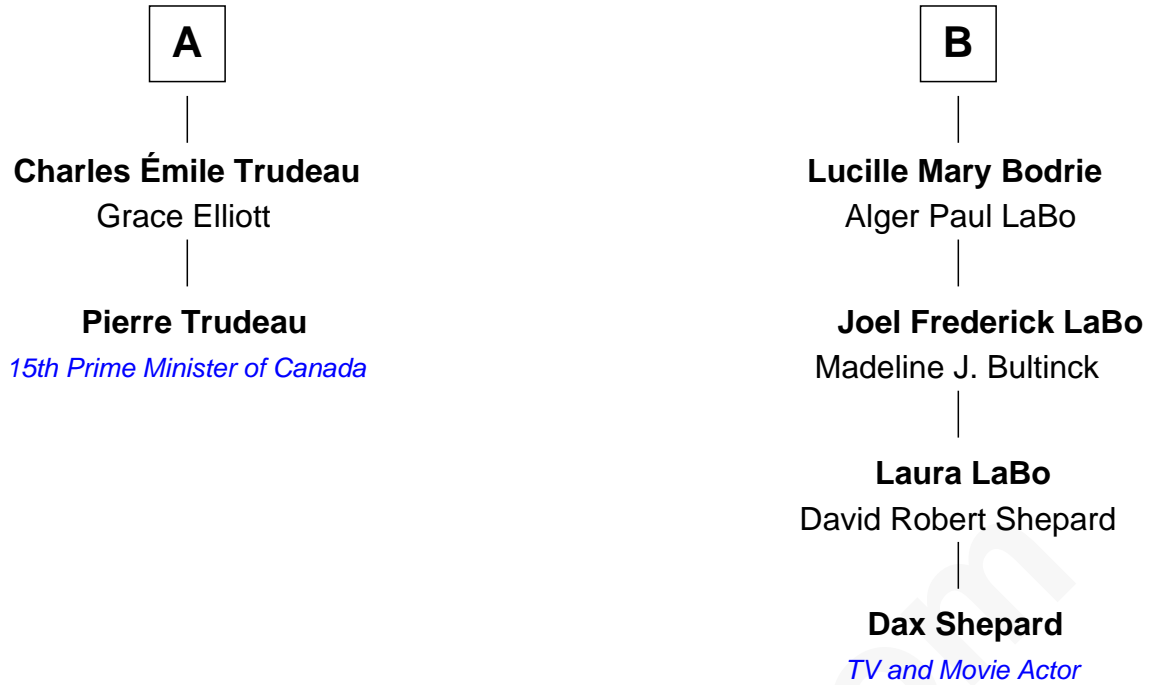 A
Charles Émile Trudeau
Grace Elliott
Pierre Trudeau
15th Prime Minister of Canada
B
Lucille Mary Bodrie
Alger Paul LaBo
Joel Frederick LaBo
Madeline J. Bultinck
Laura LaBo
David Robert Shepard
Dax Shepard
TV and Movie Actor